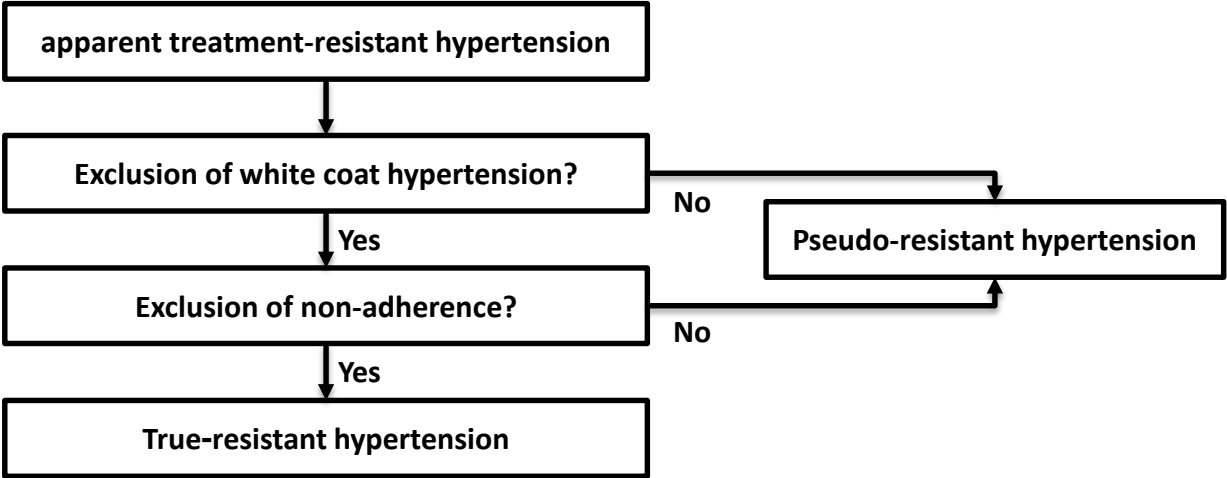 apparent treatment-resistant hypertension
Exclusion of white coat hypertension?
No
Pseudo-resistant hypertension
Yes
Exclusion of non-adherence?
No
Yes
True-resistant hypertension